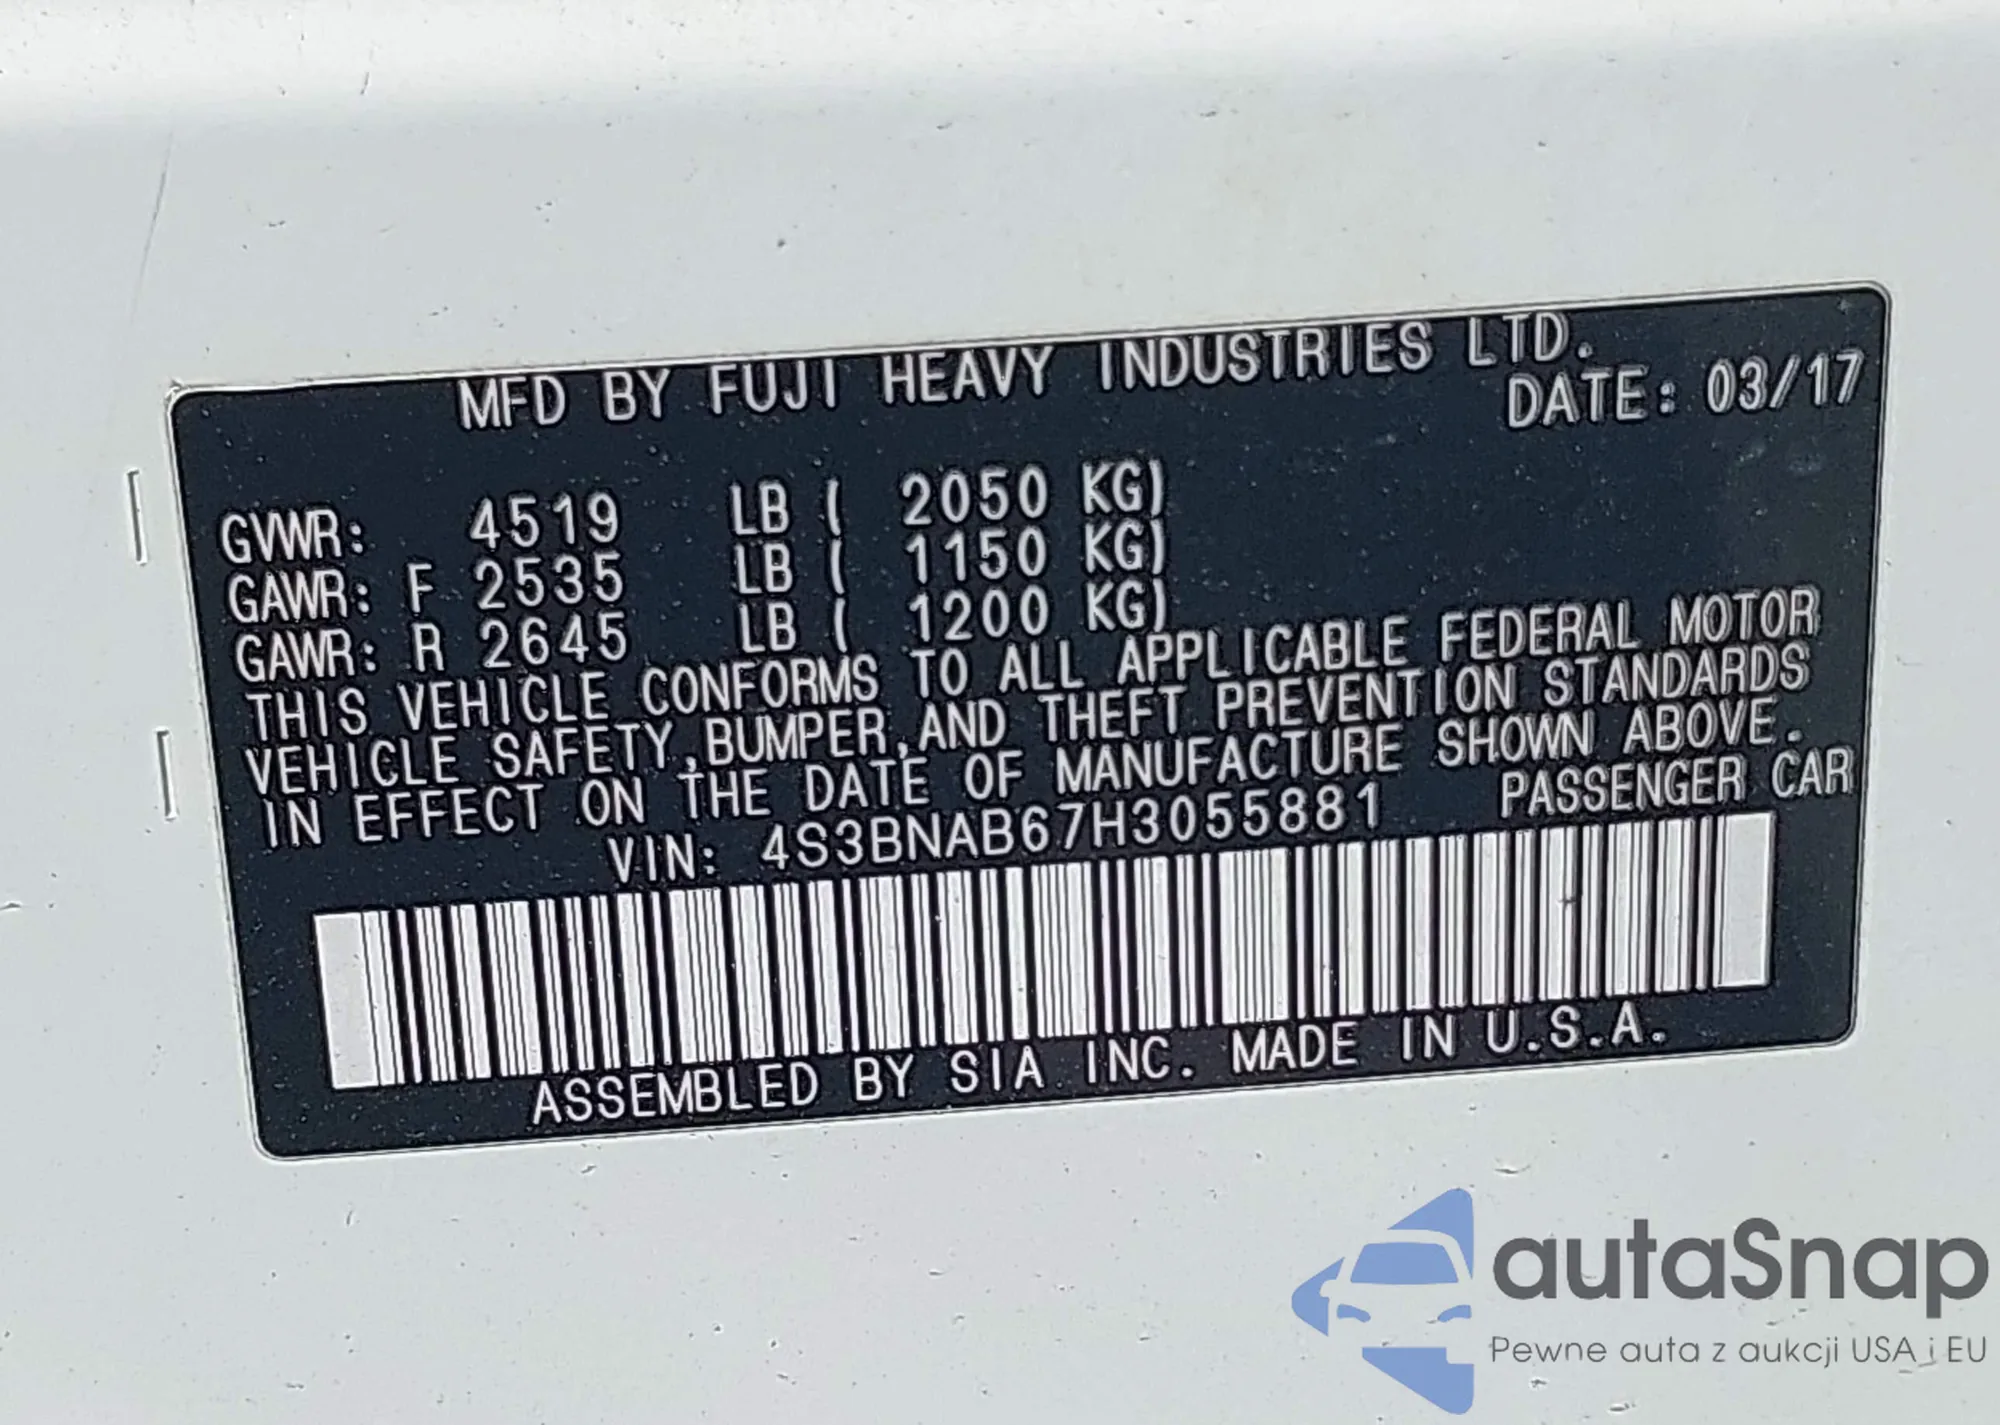 MFD BY FUJI HEAVY INDUSTRIES LTD.
DATE: 03/17
GVWR: 4519 LB ( 2050 KG)
GAWR: F 2535 LB ( 1150 KG)
GAWR: R 2645 LB ( 1200 KG)
THIS VEHICLE CONFORMS TO ALL APPLICABLE FEDERAL MOTOR
VEHICLE SAFETY,BUMPER,AND THEFT PREVENTION STANDARDS
IN EFFECT ON THE DATE OF MANUFACTURE SHOWN ABOVE.
VIN: 4S3BNAB67H3055881 PASSENGER CAR
ASSEMBLED BY SIA INC. MADE IN U.S.A.
autaSnap
Pewne auta z aukcji USA i EU